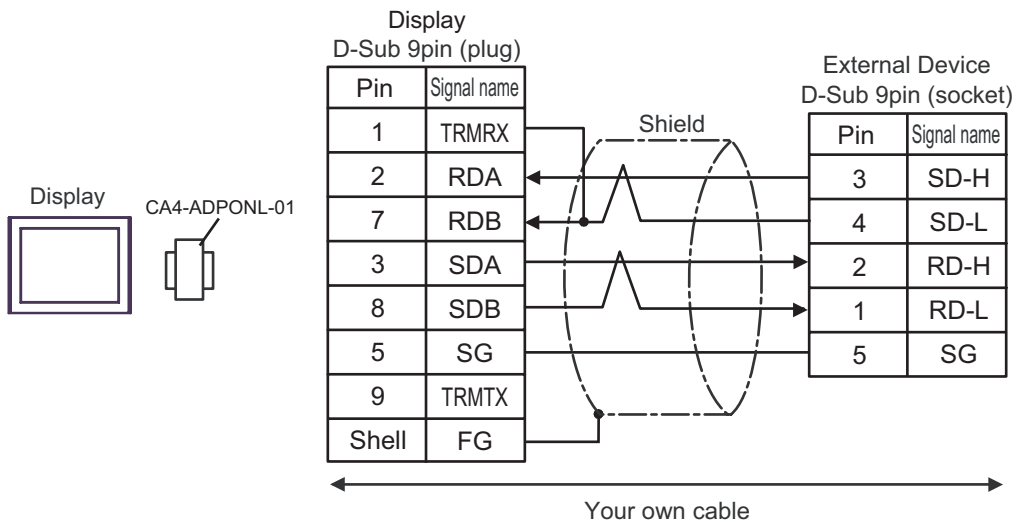 Display
D-Sub 9pin (plug)
Pin Signal name
1 TRMRX
2 RDA
7 RDB
3 SDA
8 SDB
5 SG
9 TRMTX
Shell FG
Shield
External Device
D-Sub 9pin (socket)
Pin Signal name
3 SD-H
4 SD-L
2 RD-H
1 RD-L
5 SG
Display
CA4-ADPONL-01
Your own cable